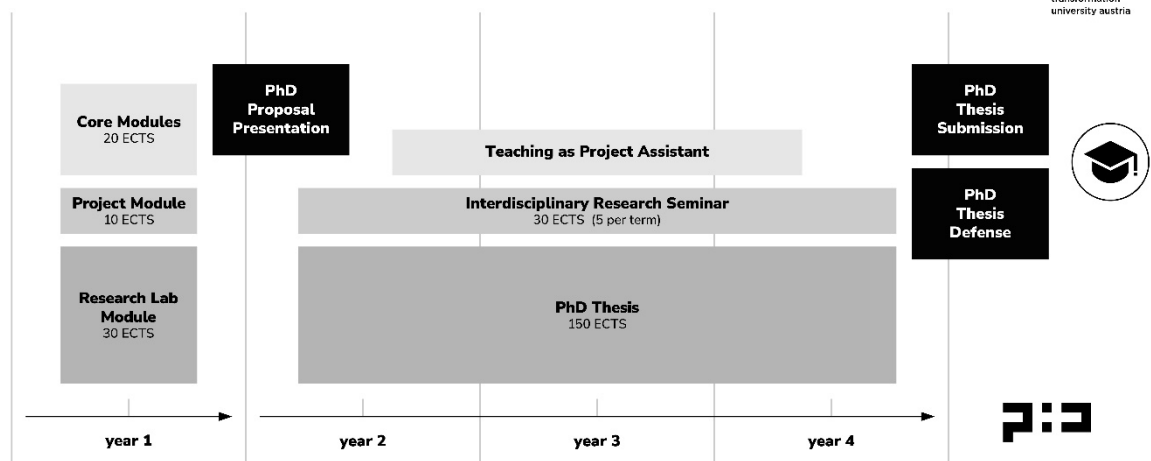 transformation
university austria
Core Modules
20 ECTS
PhD
Proposal
Presentation
Teaching as Project Assistant
PhD
Thesis
Submission
Project Module
10 ECTS
Interdisciplinary Research Seminar
30 ECTS (5 per term)
PhD
Thesis
Defense
Research Lab
Module
30 ECTS
PhD Thesis
150 ECTS
year 1
year 2
year 3
year 4